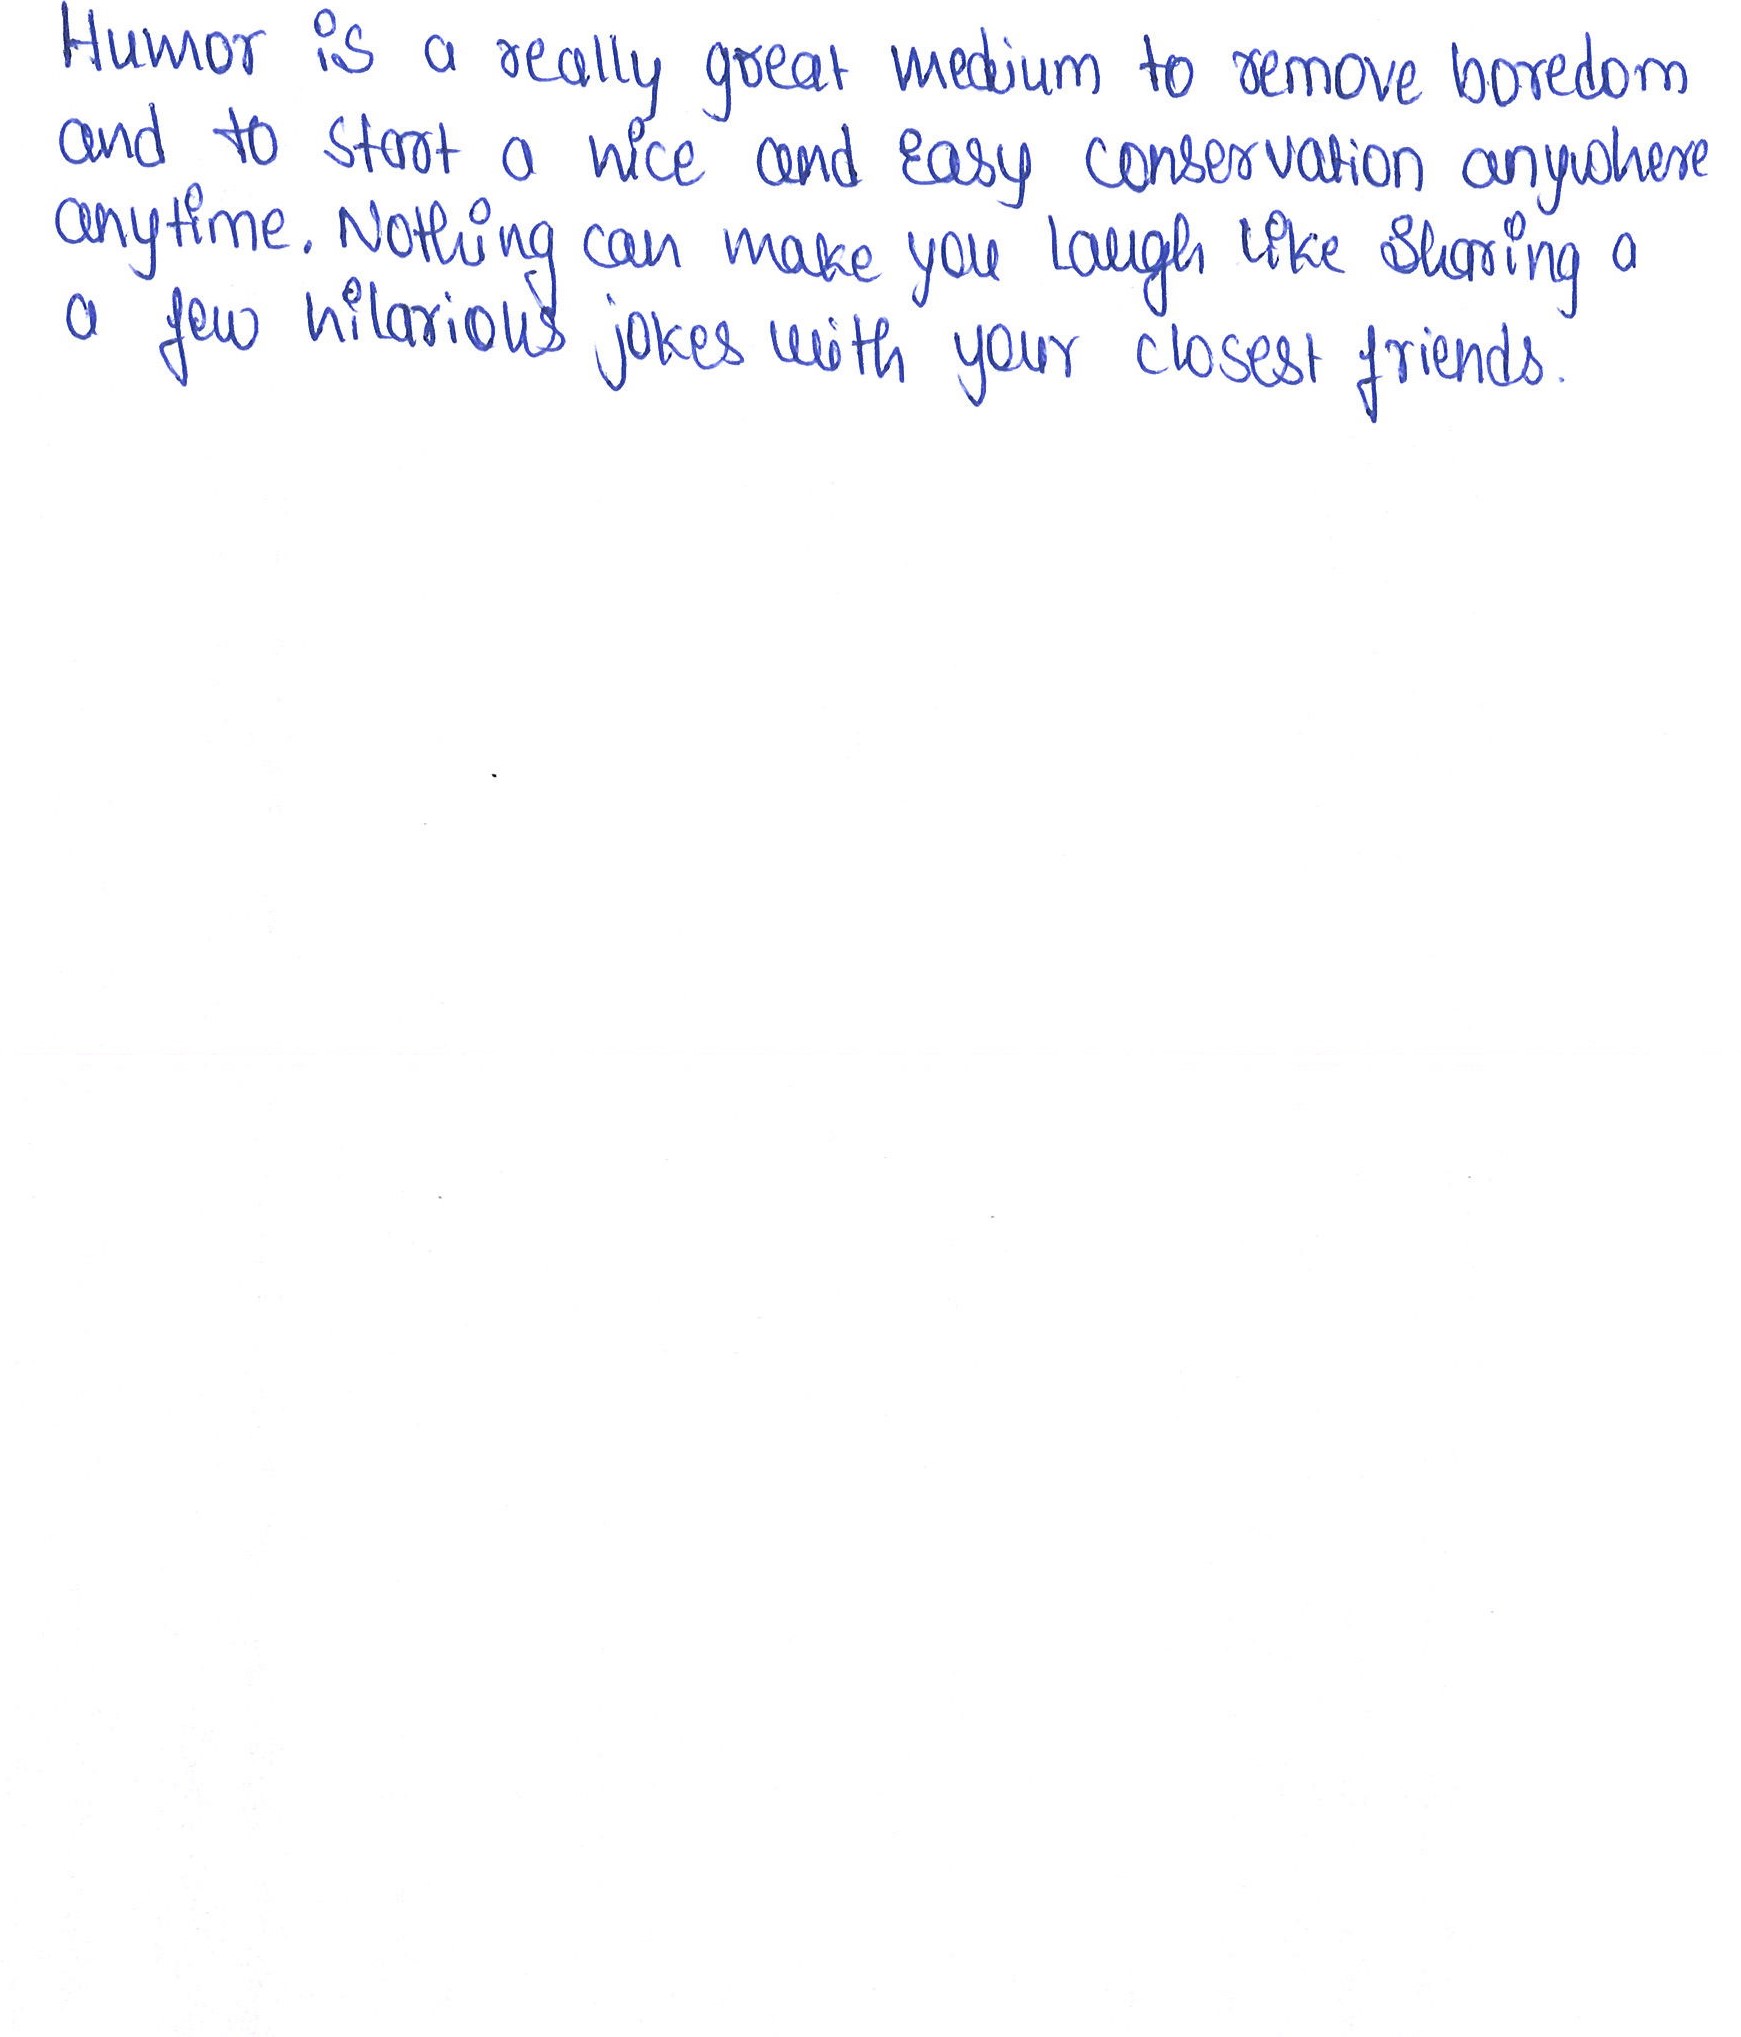 Humor is a really great medium to remove boredom
and to start a nice and easy conservation anywhere
anytime. Nothing can make you laugh like sharing a
a few hilarious jokes with your closest friends.